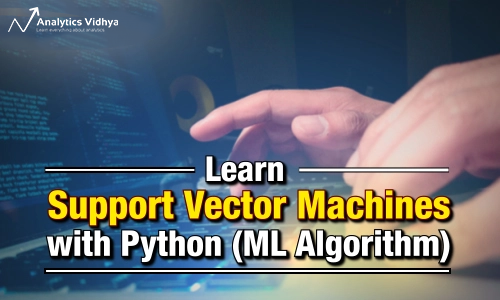 Analytics Vidhya
Learn everything about analytics
Learn
Support Vector Machines
with Python (ML Algorithm)